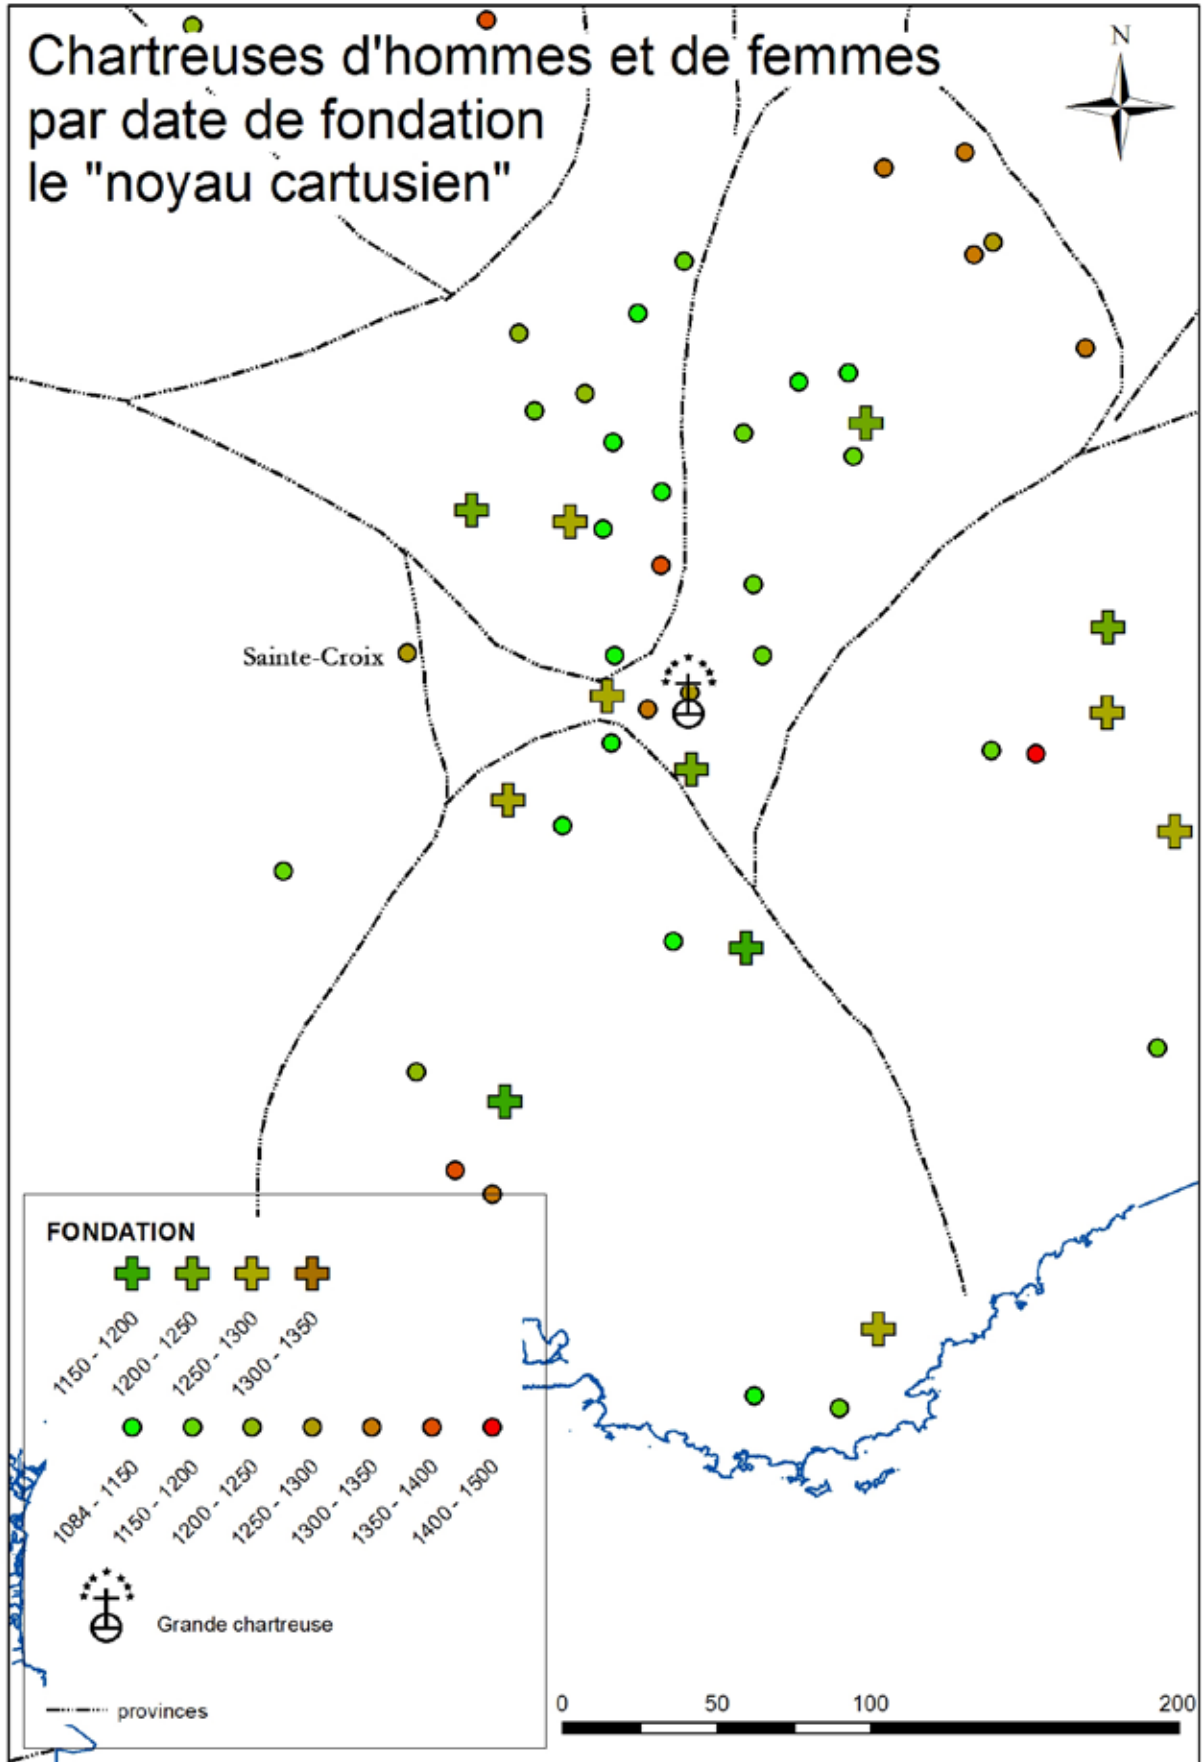 Chartreuses d'hommes et de femmes
par date de fondation
le "noyau cartusien"
N
Sainte-Croix
FONDATION
1150 - 1200
1200 - 1250
1250 - 1300
1300 - 1350
1084 - 1150
1150 - 1200
1200 - 1250
1250 - 1300
1300 - 1350
1350 - 1400
1400 - 1500
Grande chartreuse
provinces
0 50 100 200